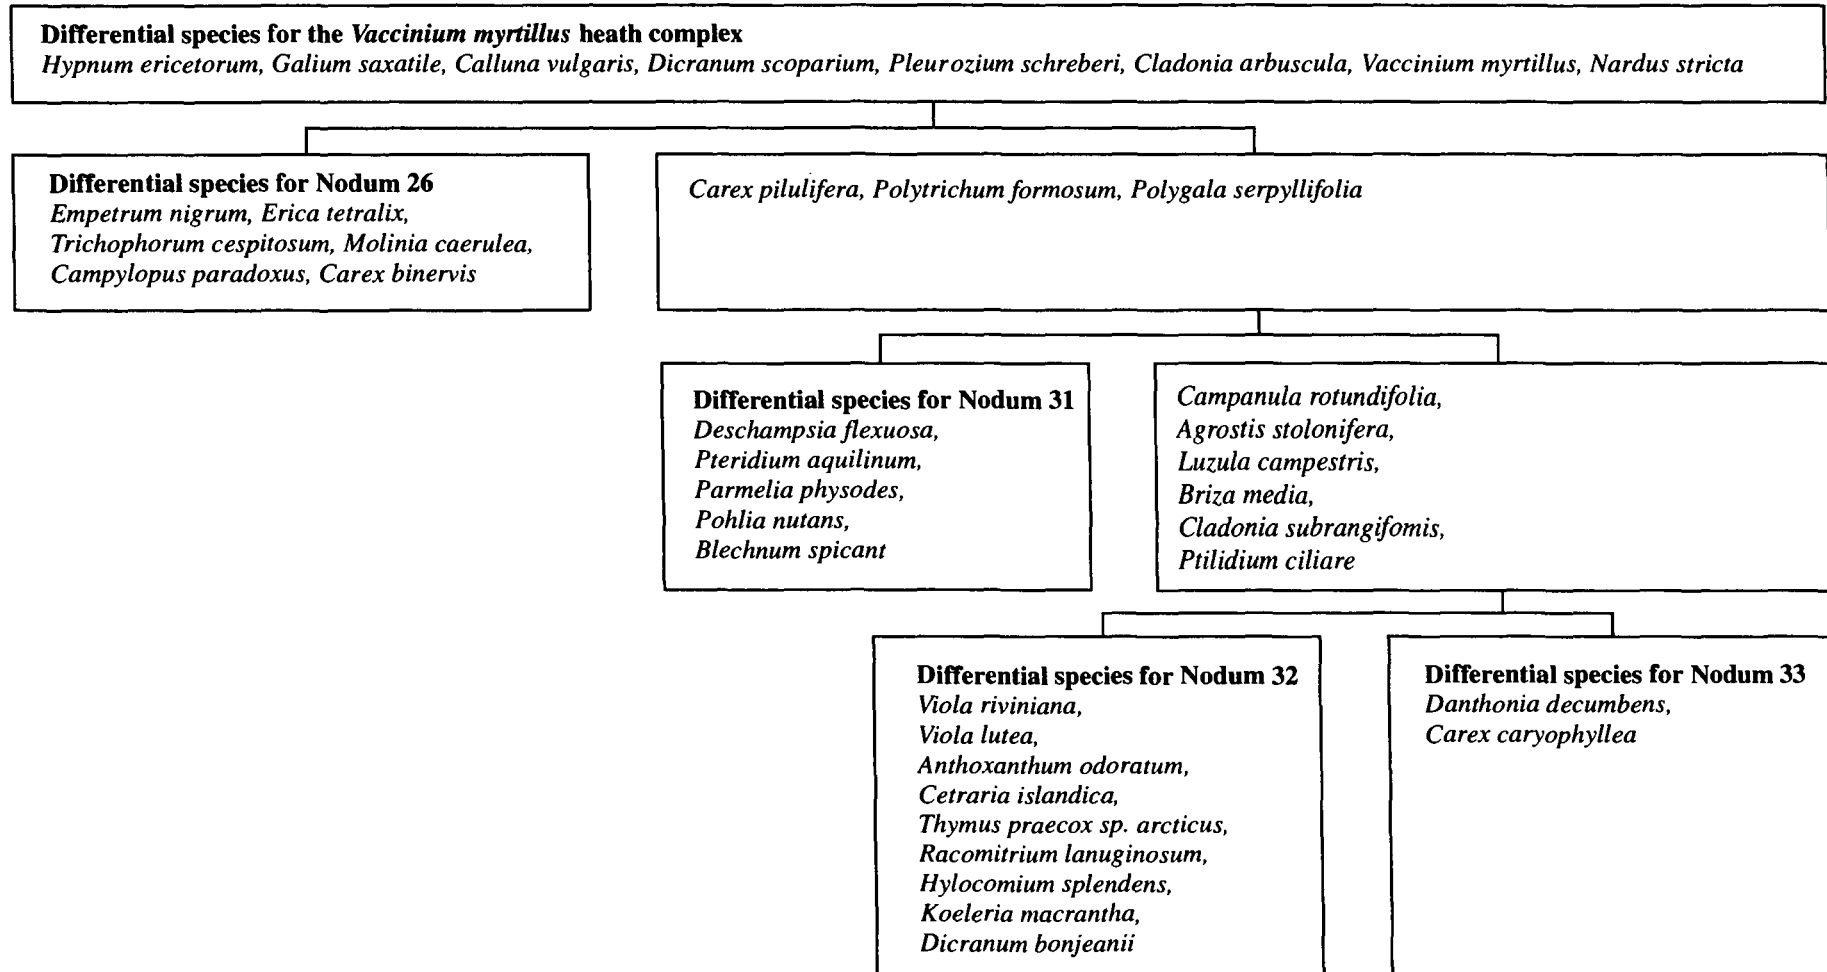 Differential species for the Vaccinium myrtillus heath complex
Hypnum ericetorum, Galium saxatile, Calluna vulgaris, Dicranum scoparium, Pleurozium schreberi, Cladonia arbuscula, Vaccinium myrtillus, Nardus stricta
Differential species for Nodum 26
Empetrum nigrum, Erica tetralix,
Trichophorum cespitosum, Molinia caerulea,
Campylopus paradoxus, Carex binervis
Carex pilulifera, Polytrichum formosum, Polygala serpyllifolia
Differential species for Nodum 31
Deschampsia flexuosa,
Pteridium aquilinum,
Parmelia physodes,
Pohlia nutans,
Blechnum spicant
Campanula rotundifolia,
Agrostis stolonifera,
Luzula campestris,
Briza media,
Cladonia subrangifomis,
Ptilidium ciliare
Differential species for Nodum 32
Viola riviniana,
Viola lutea,
Anthoxanthum odoratum,
Cetraria islandica,
Thymus praecox sp. arcticus,
Racomitrium lanuginosum,
Hylocomium splendens,
Koeleria macrantha,
Dicranum bonjeanii
Differential species for Nodum 33
Danthonia decumbens,
Carex caryophyllea